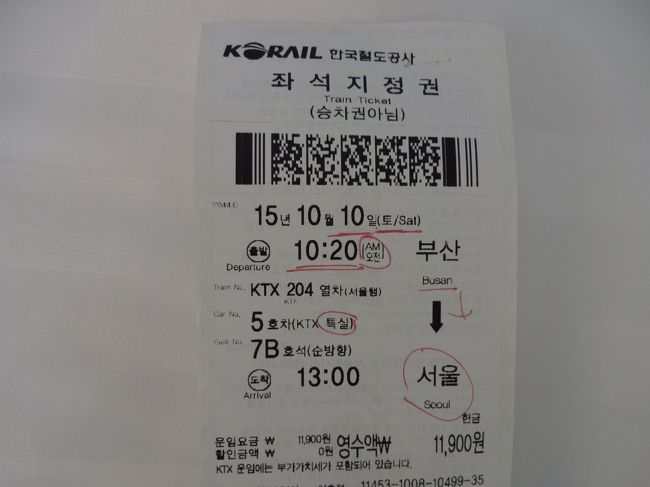 KORAIL 한국철도공사
좌석지정권
Train Ticket
(승차권아님)
15년 10월 10일(토/Sat)
출발 10:20 AM 오전 부산
Departure Busan
Train No. KTX 204 열차(서울행)
KTX
Car No. 5 호차(KTX 특실)
Seat No. 7B 호석(순방향)
도착 13:00 서울
Arrival Seoul
현금
운임요금 ₩ 11,900원 영수액₩ 11,900원
할인금액 ₩ 0원
KTX 운임에는 부가가치세가 포함되어 있습니다.
11453-1008-10499-35